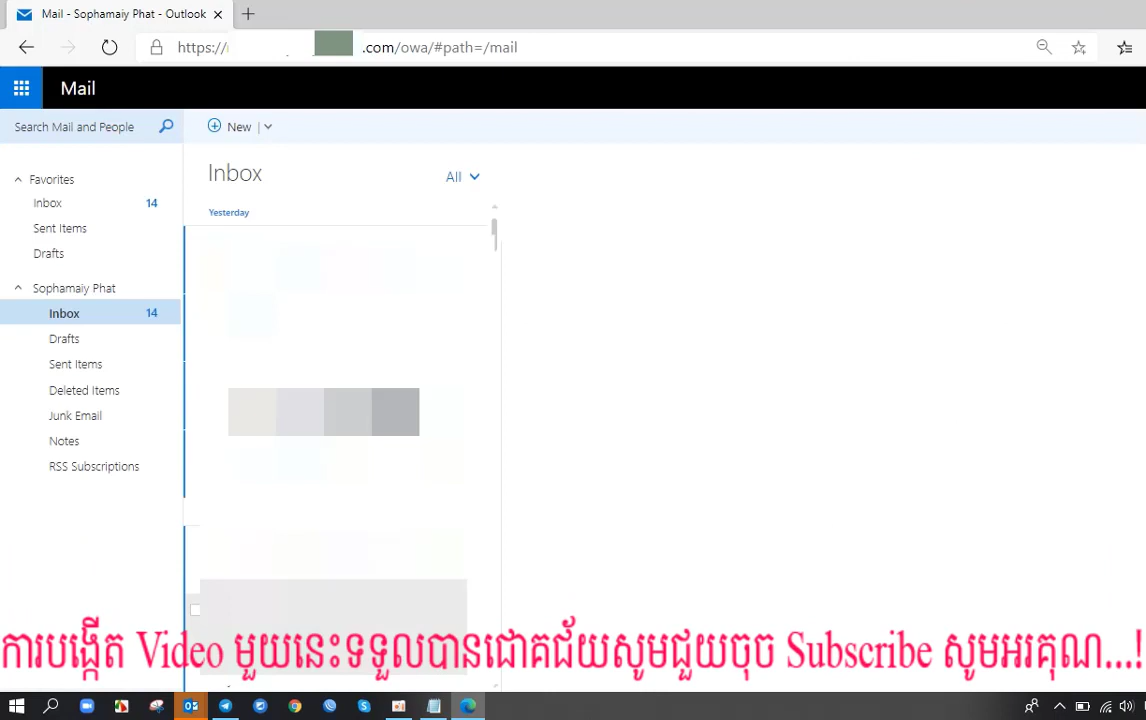 Mail - Sophamaiy Phat - Outlook
https://
.com/owa/#path=/mail
Mail
Search Mail and People
New
Inbox
All
Yesterday
Favorites
Inbox 14
Sent Items
Drafts
Sophamaiy Phat
Inbox 14
Drafts
Sent Items
Deleted Items
Junk Email
Notes
RSS Subscriptions
ការបង្កើត Video មួយនេះទទួលបានជោគជ័យសូមជួយចុច Subscribe សូមអរគុណ...!